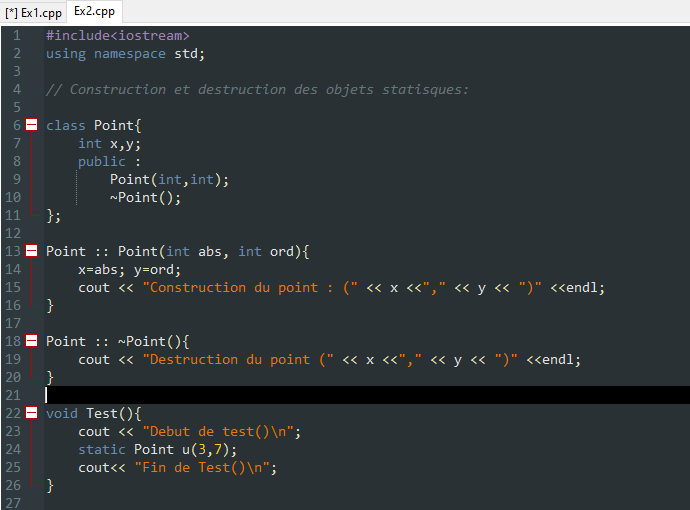 [*] Ex1.cpp Ex2.cpp
1 #include<iostream>
2 using namespace std;
3
4 // Construction et destruction des objets statisques:
5
6 class Point{
7 int x,y;
8 public :
9 Point(int,int);
10 ~Point();
11 };
12
13 Point :: Point(int abs, int ord){
14 x=abs; y=ord;
15 cout << "Construction du point : (" << x <<"," << y << ")" <<endl;
16 }
17
18 Point :: ~Point(){
19 cout << "Destruction du point (" << x <<"," << y << ")" <<endl;
20 }
21
22 void Test(){
23 cout << "Debut de test()\n";
24 static Point u(3,7);
25 cout<< "Fin de Test()\n";
26 }
27